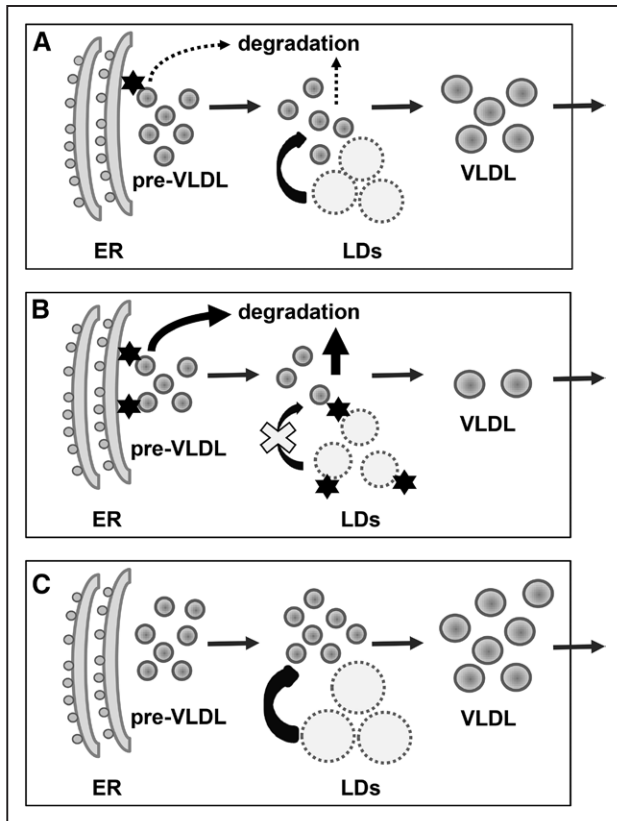 A
degradation
pre-VLDL
VLDL
ER
LDs
B
degradation
pre-VLDL
VLDL
ER
LDs
C
pre-VLDL
VLDL
ER
LDs